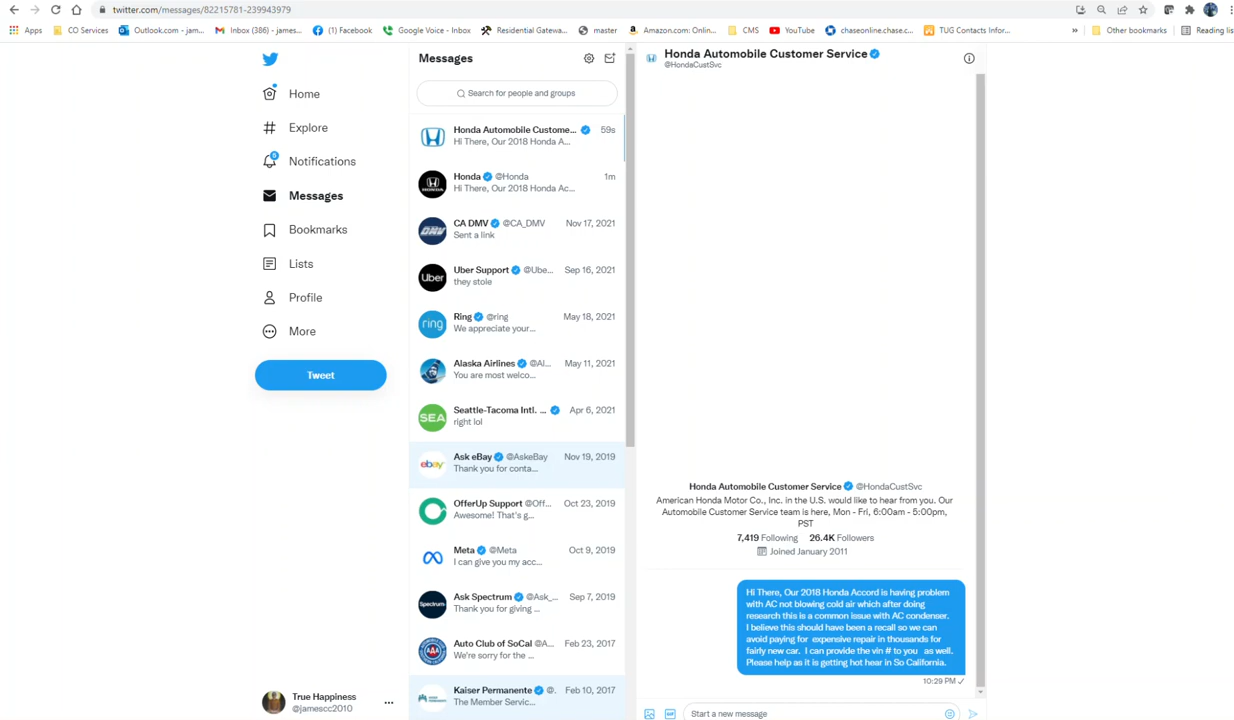 twitter.com/messages/82215781-239943979
Apps
CO Services
Outlook.com - jam...
Inbox (386) - james...
(1) Facebook
Google Voice - Inbox
Residential Gatewa...
master
Amazon.com: Onlin...
CMS
YouTube
chaseonline.chase.c...
TUG Contacts Infor...
»
Other bookmarks
Reading list
Home
Explore
Notifications
Messages
Bookmarks
Lists
Profile
More
Tweet
True Happiness
@jamescc2010
Messages
Search for people and groups
Honda Automobile Custome... 59s
Hi There, Our 2018 Honda A...
Honda @Honda 1m
Hi There, Our 2018 Honda Ac...
CA DMV @CA_DMV Nov 17, 2021
Sent a link
Uber Support @Ube... Sep 16, 2021
they stole
Ring @ring May 18, 2021
We appreciate your...
Alaska Airlines @Al... May 11, 2021
You are most welco...
Seattle-Tacoma Intl. ... Apr 6, 2021
right lol
Ask eBay @AskeBay Nov 19, 2019
Thank you for conta...
OfferUp Support @Off... Oct 23, 2019
Awesome! That's g...
Meta @Meta Oct 9, 2019
I can give you my acc...
Ask Spectrum @Ask_... Sep 7, 2019
Thank you for giving ...
Auto Club of SoCal @A... Feb 23, 2017
We're sorry for the ...
Kaiser Permanente @. Feb 10, 2017
The Member Servic...
HONDA
DMV
Uber
ring
SEA
ebay
Spectrum
Honda Automobile Customer Service
@HondaCustSvc
Honda Automobile Customer Service @HondaCustSvc
American Honda Motor Co., Inc. in the U.S. would like to hear from you. Our
Automobile Customer Service team is here, Mon - Fri, 6:00am - 5:00pm,
PST
7,419 Following 26.4K Followers
Joined January 2011
Hi There, Our 2018 Honda Accord is having problem
with AC not blowing cold air which after doing
research this is a common issue with AC condenser.
I believe this should have been a recall so we can
avoid paying for expensive repair in thousands for
fairly new car. I can provide the vin # to you as well.
Please help as it is getting hot hear in So California.
10:29 PM
GIF
Start a new message